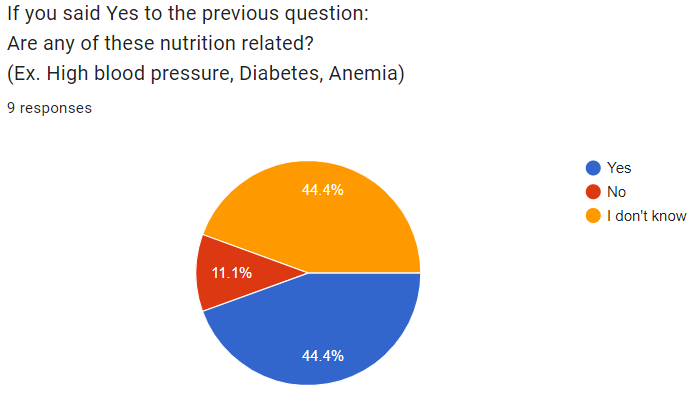 If you said Yes to the previous question:
Are any of these nutrition related?
(Ex. High blood pressure, Diabetes, Anemia)
9 responses
44.4%
11.1%
44.4%
Yes
No
I don't know